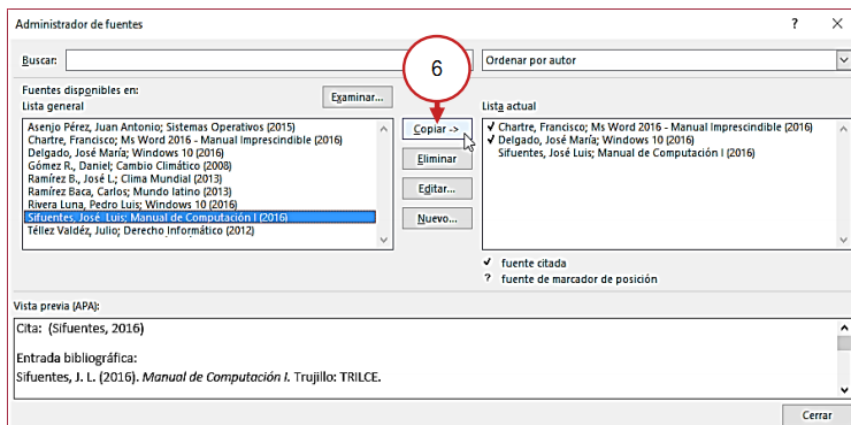 Administrador de fuentes ? ×
Buscar: Ordenar por autor
6
Fuentes disponibles en:
Lista general
Examinar...
Lista actual
Asenjo Pérez, Juan Antonio; Sistemas Operativos (2015)
Chartre, Francisco; Ms Word 2016 - Manual Imprescindible (2016)
Delgado, José María; Windows 10 (2016)
Gómez R., Daniel; Cambio Climático (2008)
Ramírez B., José L.; Clima Mundial (2013)
Ramírez Baca, Carlos; Mundo latino (2013)
Rivera Luna, Pedro Luis; Windows 10 (2016)
Sifuentes, José Luis; Manual de Computación I (2016)
Téllez Valdéz, Julio; Derecho Informático (2012)
Copiar ->
Eliminar
Editar...
Nuevo...
✓ Chartre, Francisco; Ms Word 2016 - Manual Imprescindible (2016)
✓ Delgado, José María; Windows 10 (2016)
Sifuentes, José Luis; Manual de Computación I (2016)
✓ fuente citada
? fuente de marcador de posición
Vista previa (APA):
Cita: (Sifuentes, 2016)
Entrada bibliográfica:
Sifuentes, J. L. (2016). Manual de Computación I. Trujillo: TRILCE.
Cerrar